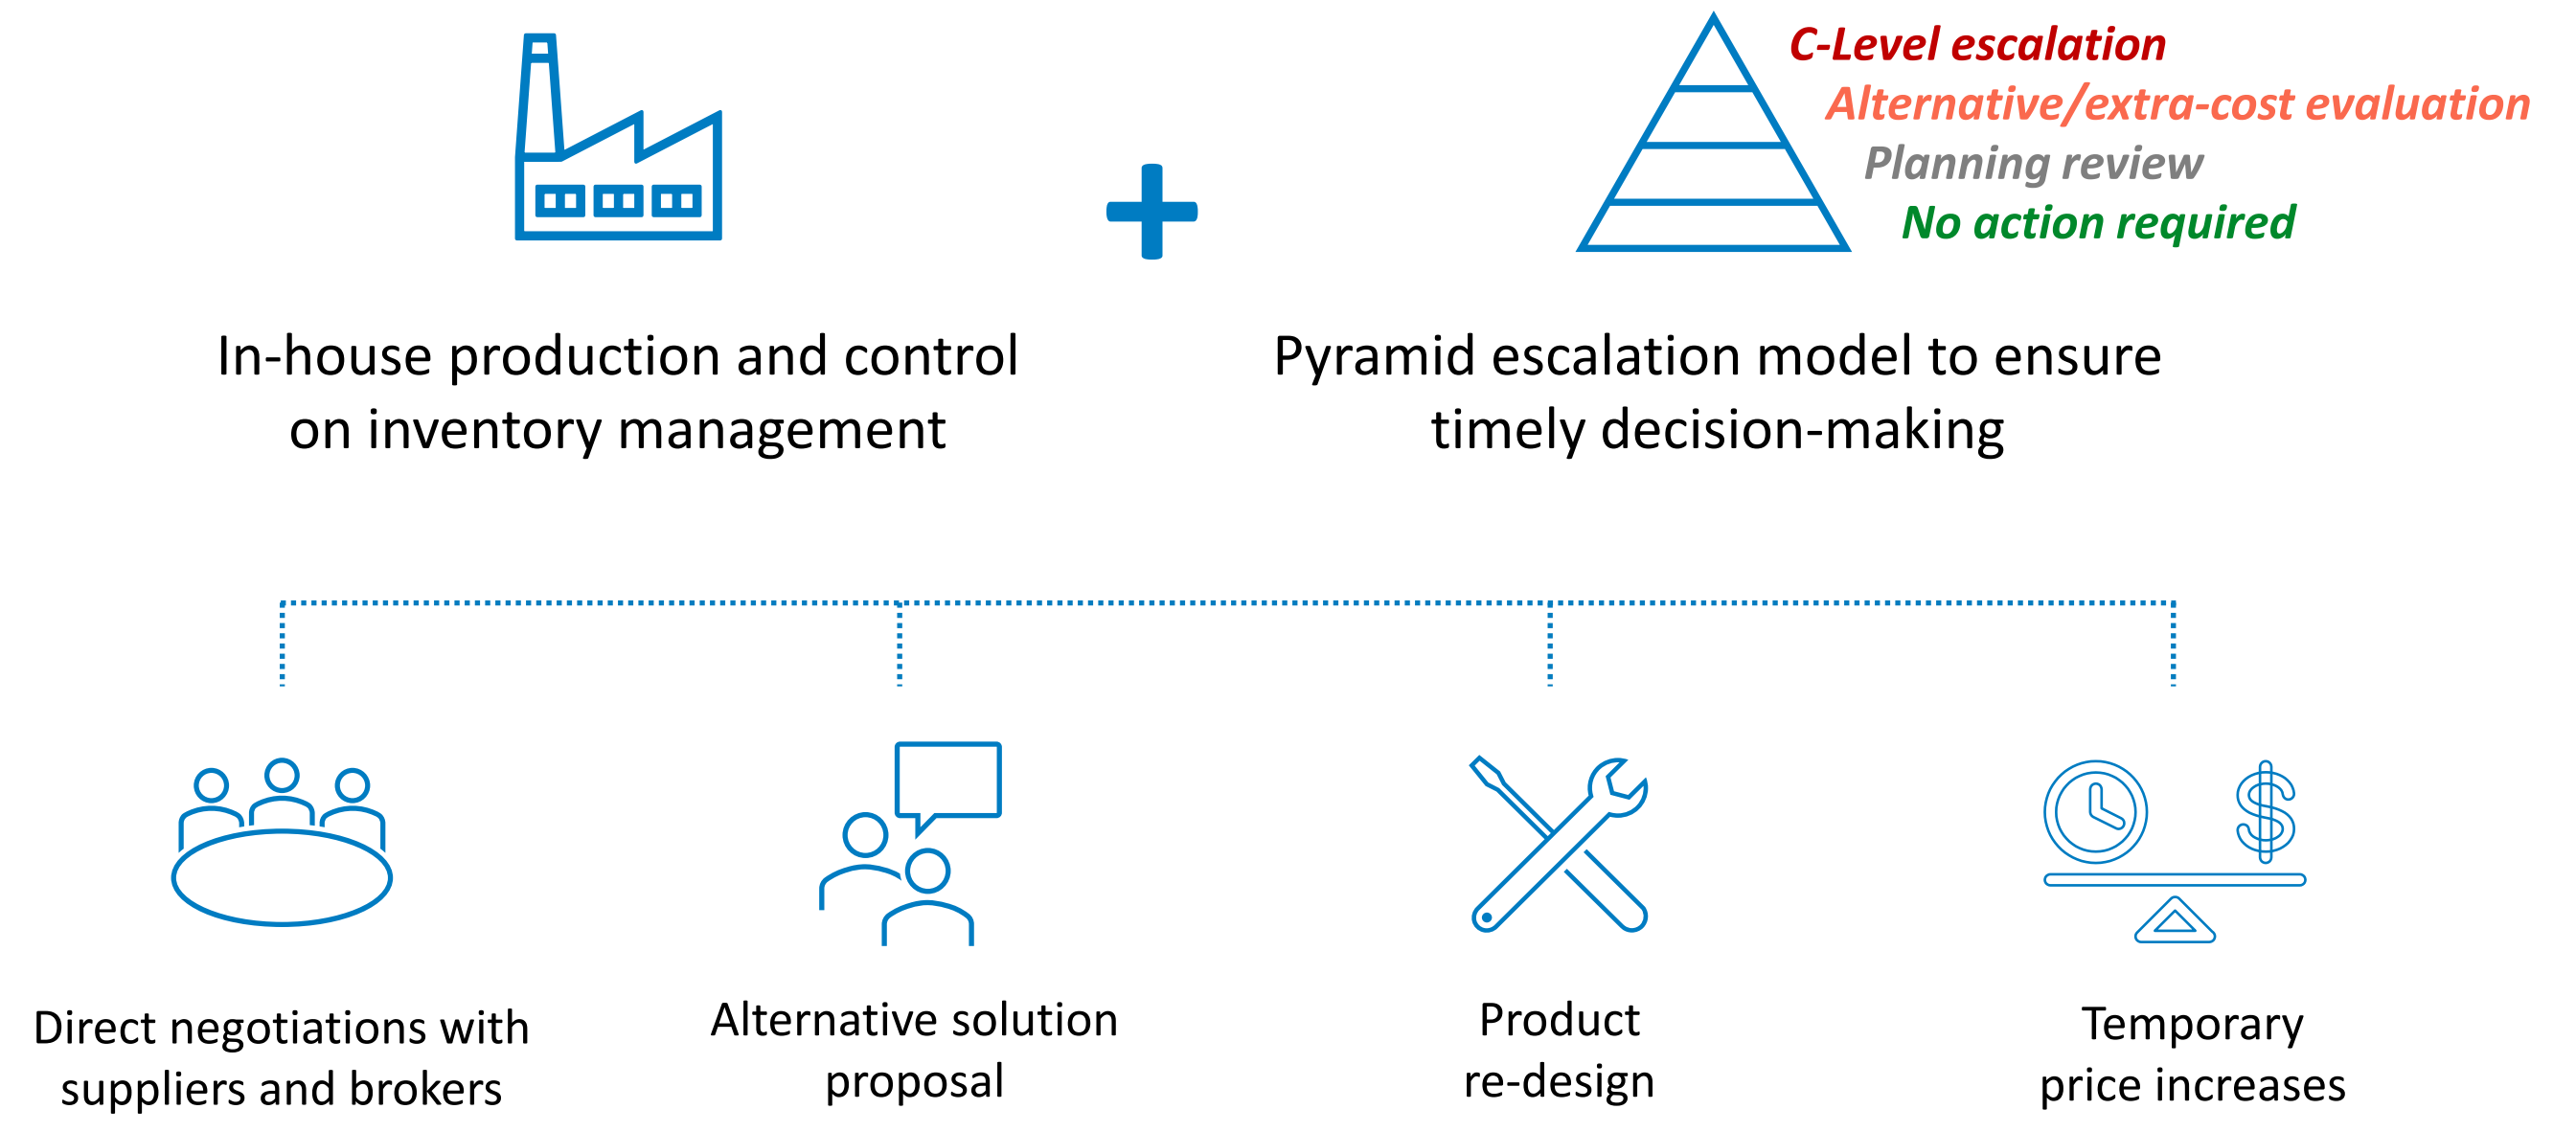 C-Level escalation
Alternative/extra-cost evaluation
Planning review
No action required
In-house production and control
on inventory management
Pyramid escalation model to ensure
timely decision-making
Direct negotiations with
suppliers and brokers
Alternative solution
proposal
Product
re-design
Temporary
price increases